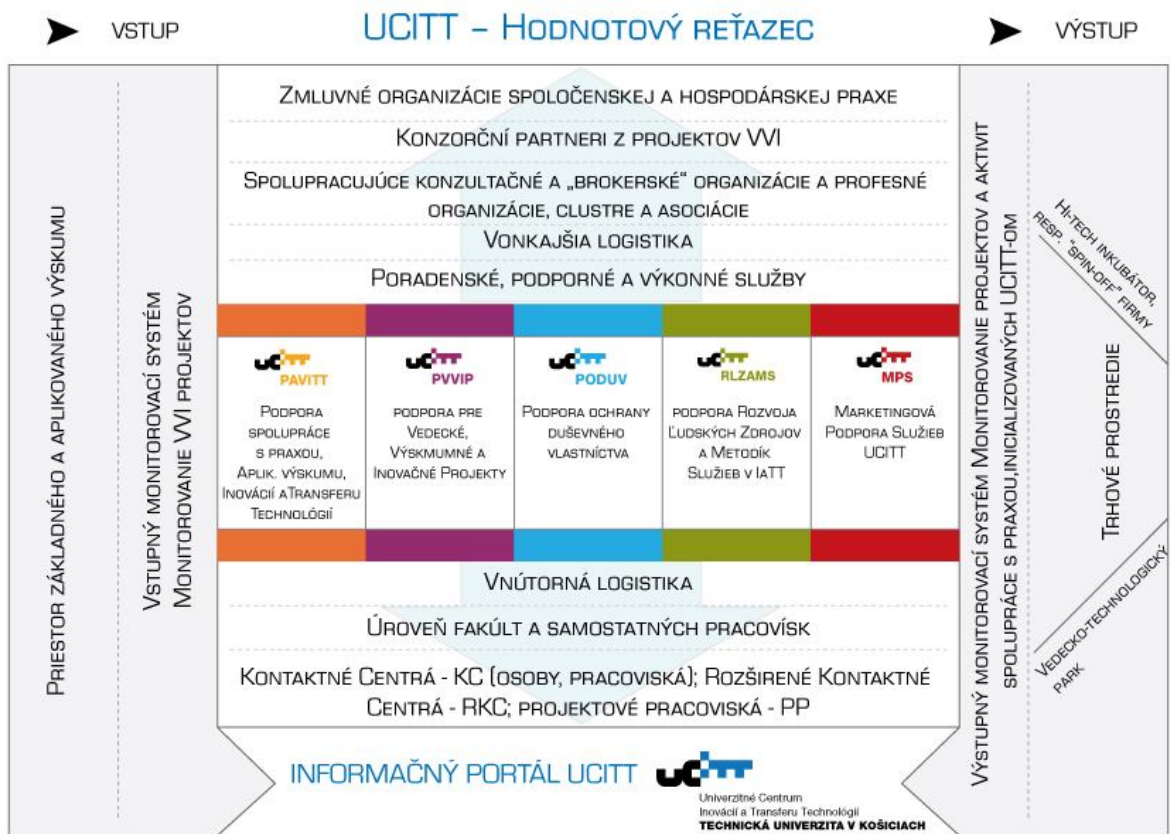 VSTUP
UCITT – Hodnotový reťazec
VÝSTUP
Priestor základného a aplikovaného výskumu
Vstupný monitorovací systém
Monitorovanie VVI projektov
Zmluvné organizácie spoločenskej a hospodárskej praxe
Konzorční partneri z projektov VVI
Spolupracujúce konzultačné a „brokerské“ organizácie a profesné
organizácie, clustre a asociácie
Vonkajšia logistika
Poradenské, podporné a výkonné služby
uCITT
PAVITT
Podpora
spolupráce
s praxou,
Aplik. výskumu,
Inovácií aTransferu
Technológií
uCITT
PVVIP
podpora pre
Vedecké,
Výskmumné a
Inovačné Projekty
uCITT
PODUV
Podpora ochrany
duševného
vlastníctva
uCITT
RLZAMS
podpora Rozvoja
Ľudských Zdrojov
a Metodík
Služieb v IaTT
uCITT
MPS
Marketingová
Podpora Služieb
UCITT
Vnútorná logistika
Úroveň fakúlt a samostatných pracovísk
Kontaktné Centrá - KC (osoby, pracoviská); Rozšírené Kontaktné
Centrá - RKC; projektové pracoviská - PP
Výstupný monitorovací systém Monitorovanie projektov a aktivit
spolupráce s praxou,inicializovaných UCITT-om
Hi-tech inkubátor,
resp. "spin-off" firmy
Trhové prostredie
Vedecko-technologický
park
INFORMAČNÝ PORTÁL UCITT
uCITT
Univerzitné Centrum
Inovácií a Transferu Technológií
TECHNICKÁ UNIVERZITA V KOŠICIACH